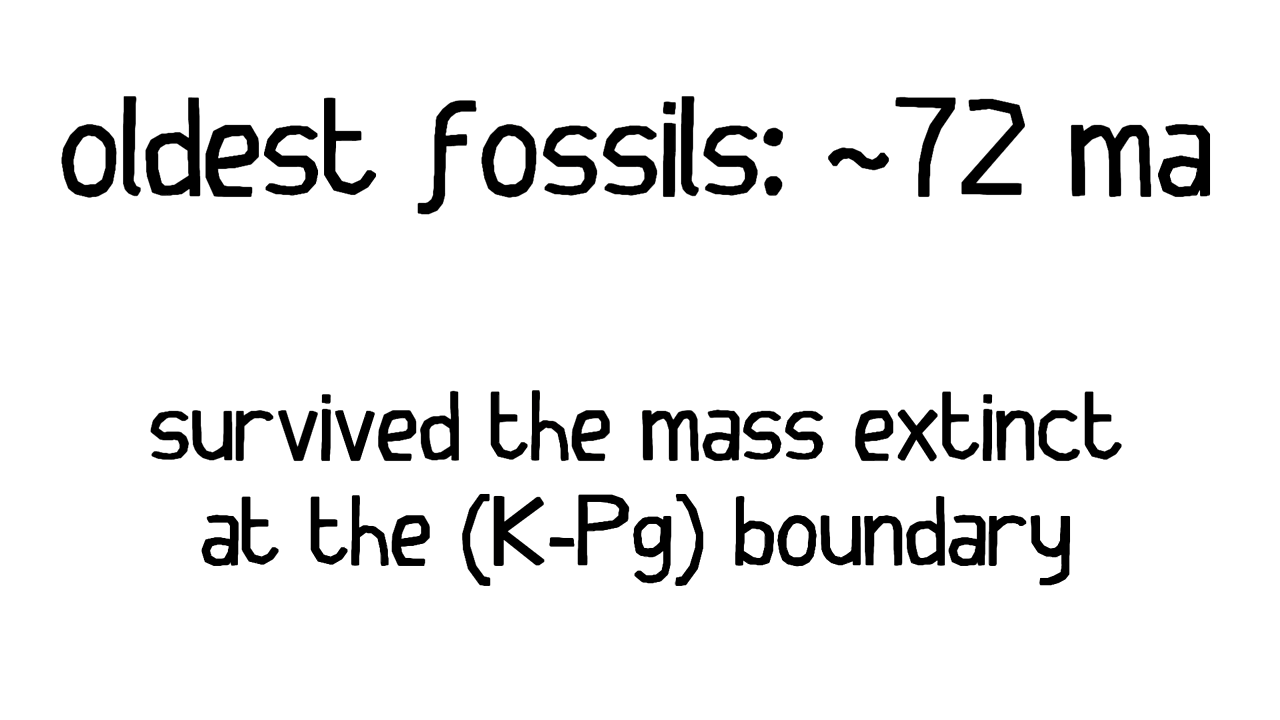 oldest fossils: ~72 ma
survived the mass extinct
at the (K-Pg) boundary